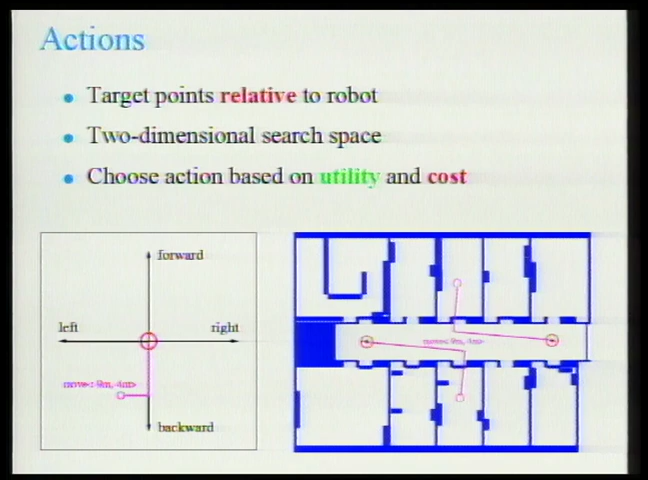 Actions
Target points relative to robot
Two-dimensional search space
Choose action based on utility and cost
forward
left
right
backward